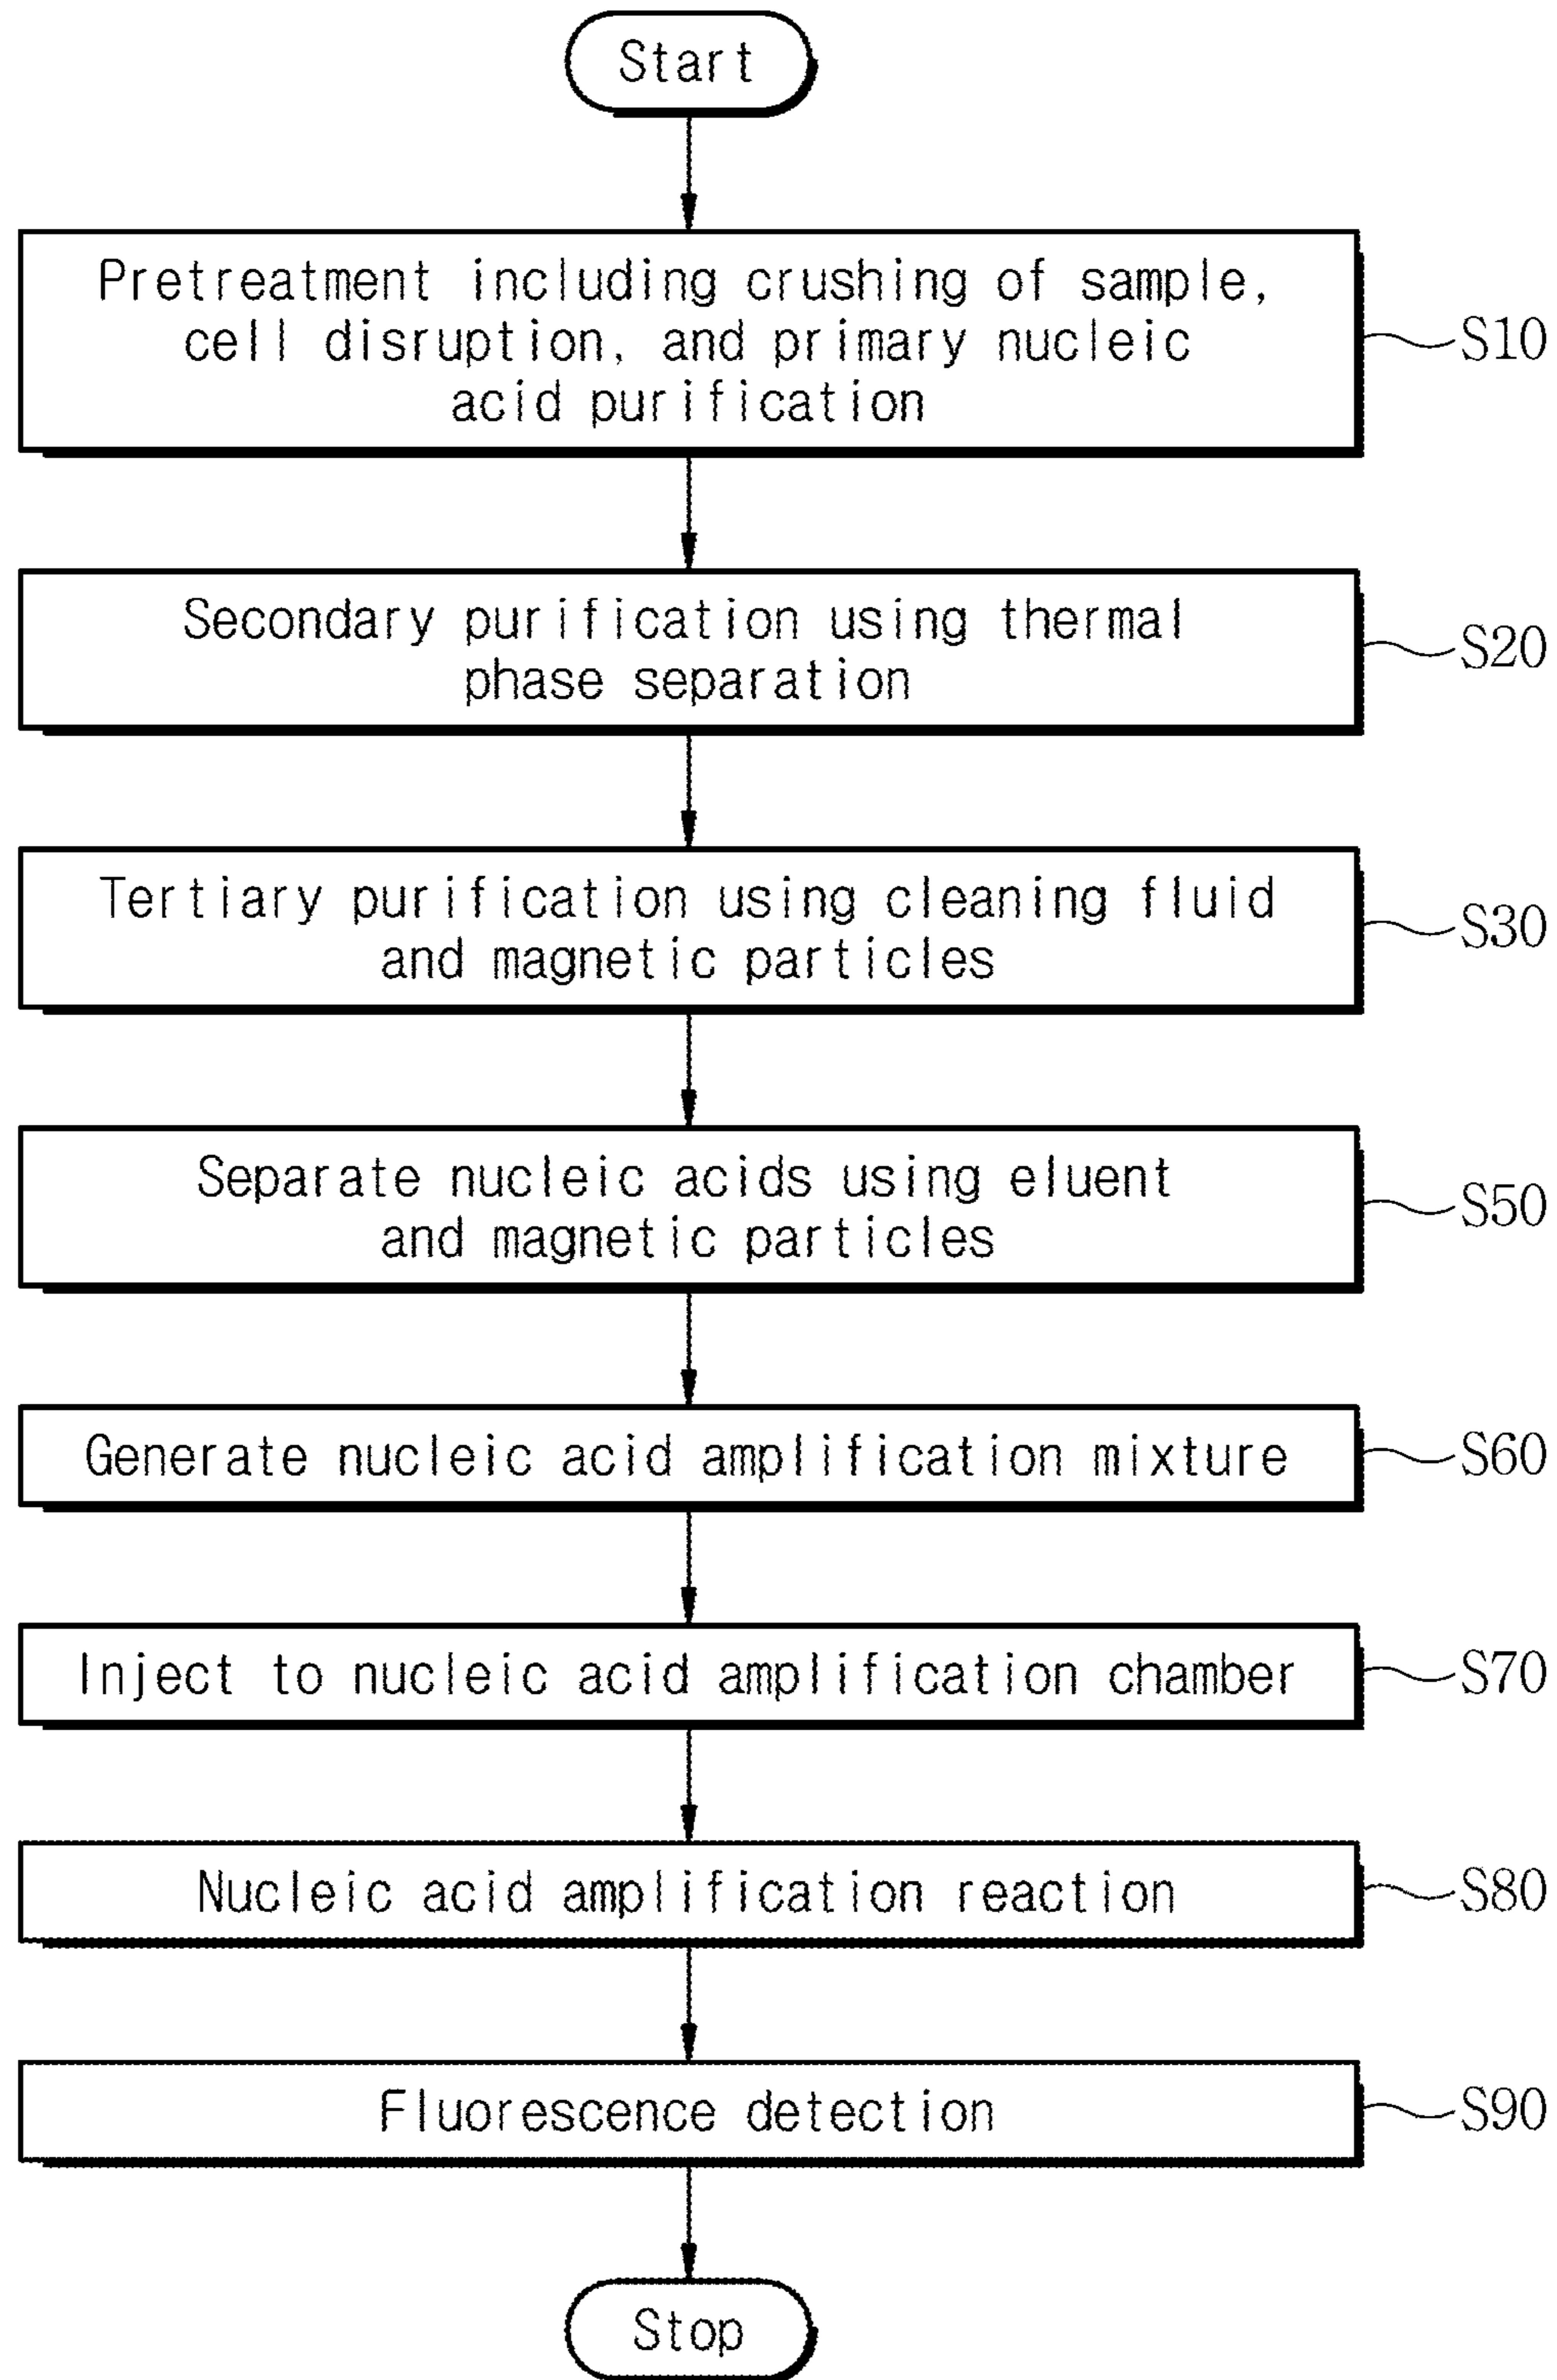 Start
Pretreatment including crushing of sample,
cell disruption, and primary nucleic
acid purification
S10
Secondary purification using thermal
phase separation
S20
Tertiary purification using cleaning fluid
and magnetic particles
S30
Separate nucleic acids using eluent
and magnetic particles
S50
Generate nucleic acid amplification mixture
S60
Inject to nucleic acid amplification chamber
S70
Nucleic acid amplification reaction
S80
Fluorescence detection
S90
Stop